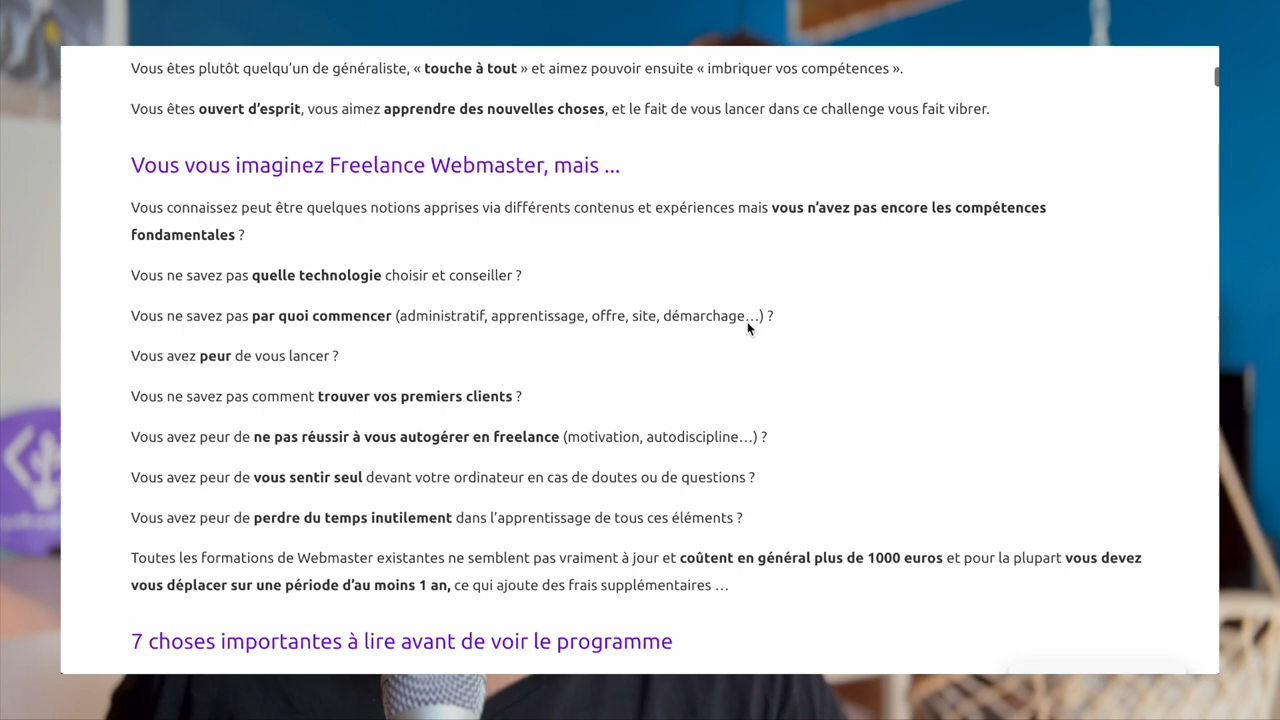 Vous êtes plutôt quelqu’un de généraliste, « touche à tout » et aimez pouvoir ensuite « imbriquer vos compétences ».
Vous êtes ouvert d’esprit, vous aimez apprendre des nouvelles choses, et le fait de vous lancer dans ce challenge vous fait vibrer.
Vous vous imaginez Freelance Webmaster, mais ...
Vous connaissez peut être quelques notions apprises via différents contenus et expériences mais vous n’avez pas encore les compétences
fondamentales ?
Vous ne savez pas quelle technologie choisir et conseiller ?
Vous ne savez pas par quoi commencer (administratif, apprentissage, offre, site, démarchage…) ?
Vous avez peur de vous lancer ?
Vous ne savez pas comment trouver vos premiers clients ?
Vous avez peur de ne pas réussir à vous autogérer en freelance (motivation, autodiscipline…) ?
Vous avez peur de vous sentir seul devant votre ordinateur en cas de doutes ou de questions ?
Vous avez peur de perdre du temps inutilement dans l’apprentissage de tous ces éléments ?
Toutes les formations de Webmaster existantes ne semblent pas vraiment à jour et coûtent en général plus de 1000 euros et pour la plupart vous devez
vous déplacer sur une période d’au moins 1 an, ce qui ajoute des frais supplémentaires …
7 choses importantes à lire avant de voir le programme